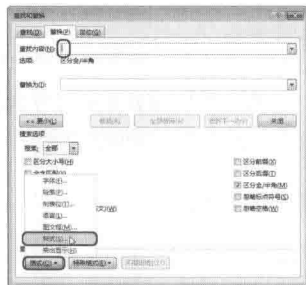 查找和替换
查找(D) 替换(P) 定位(G)
查找内容(N):
选项: 区分全/半角
替换为(I):
<< 更少(L) 替换(R) 全部替换(A) 查找下一处(F) 关闭
搜索选项
搜索: 全部
区分大小写(H) 区分前缀(X)
区分后缀(T)
区分全/半角(M)
忽略标点符号(S)
忽略空格(W)
字体(F)...
段落(P)...
制表位(T)...
语言(L)...
图文框(M)...
样式(S)...
突出显示(H)
格式(O) 特殊格式(E) 不限定格式(T)